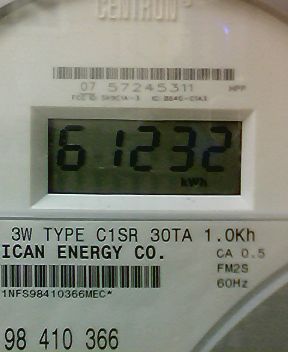 CENTRON®
07 57245311 HPP
61232
kWh
3W TYPE C1SR 30TA 1.0Kh
ICAN ENERGY CO. CA 0.5
FM2S
60Hz
1NFS98410366MEC*
98 410 366